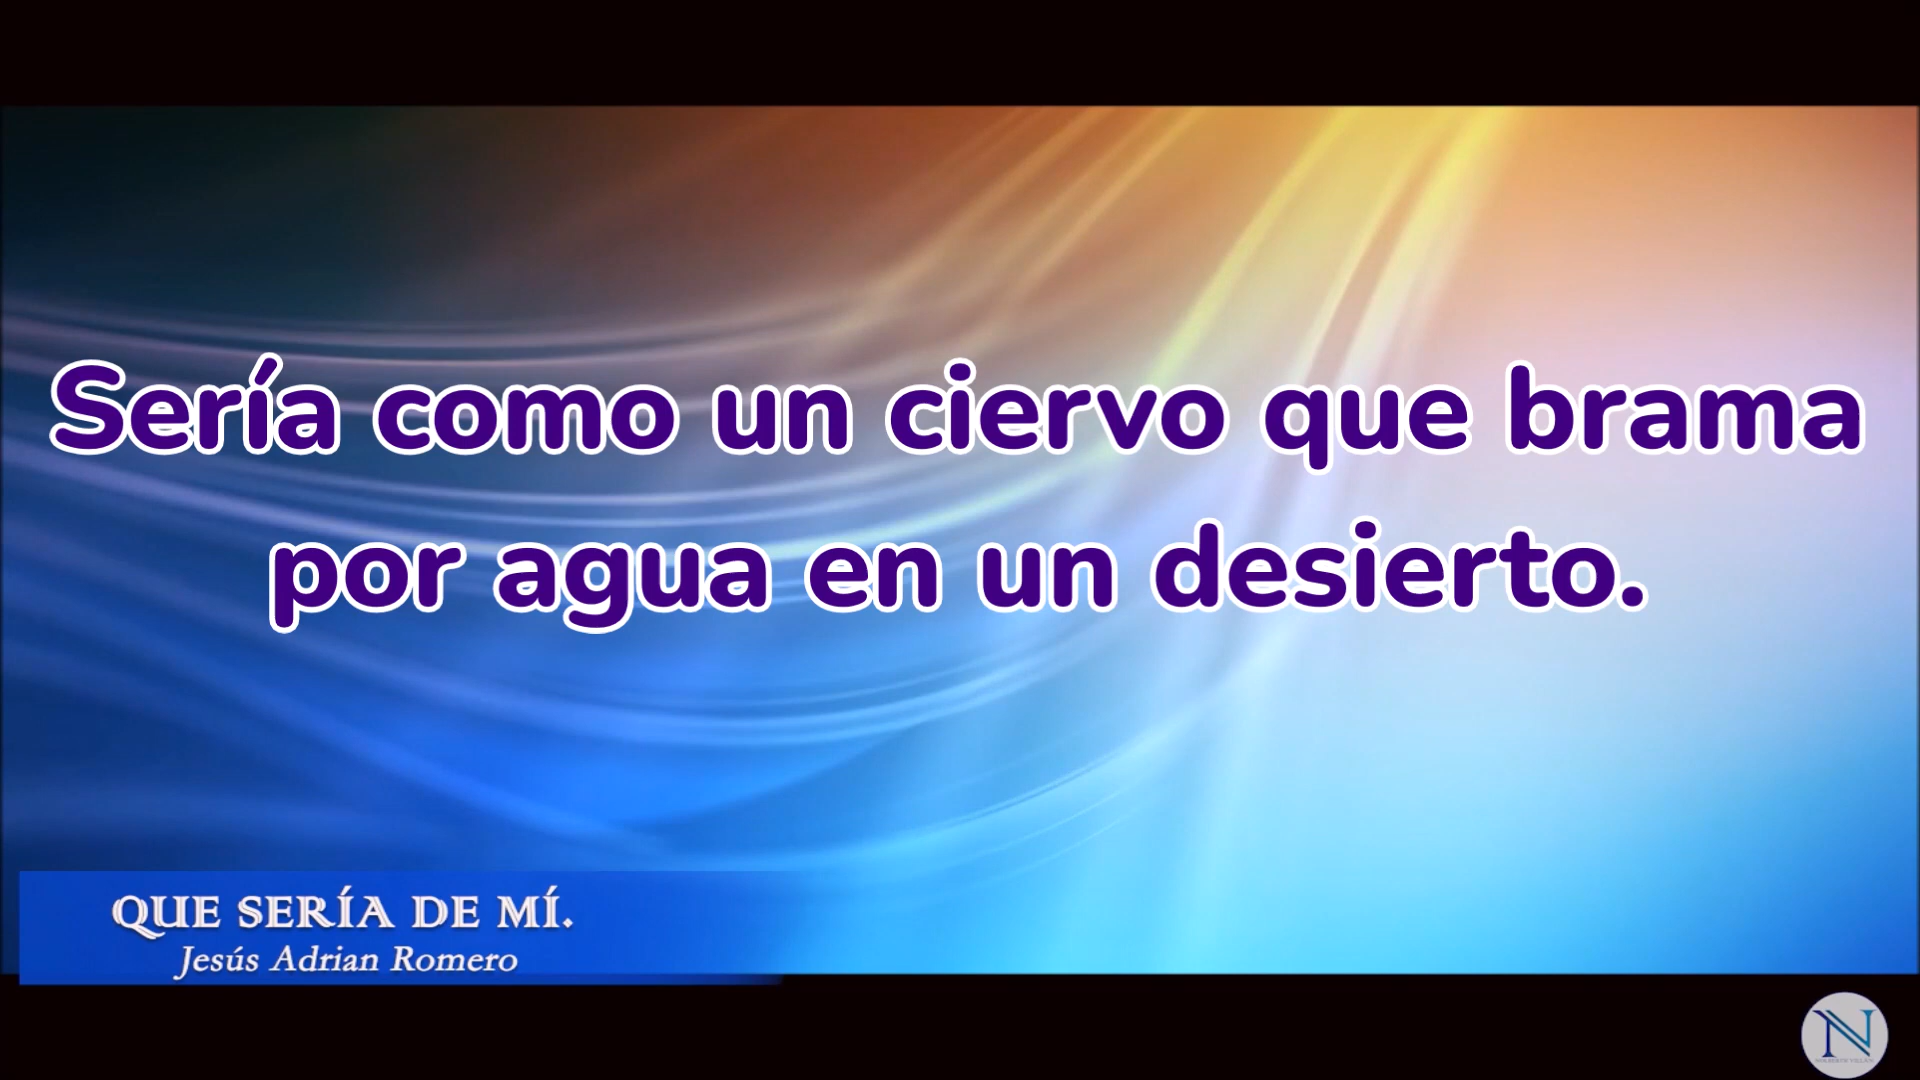 Sería como un ciervo que brama
por agua en un desierto.
QUE SERÍA DE MÍ.
Jesús Adrian Romero
N